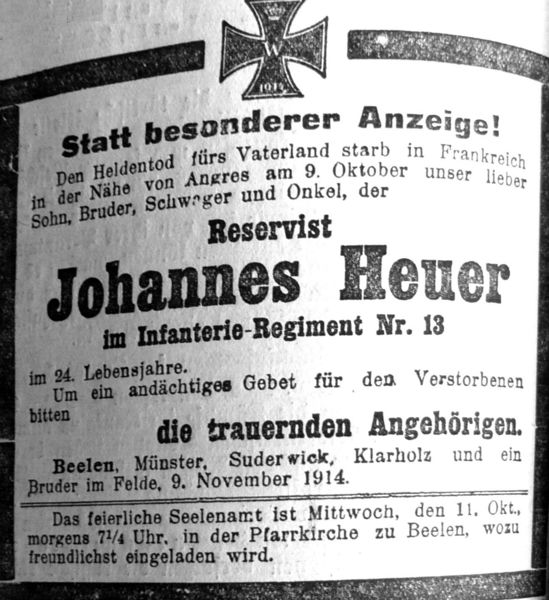 W
1914
Statt besonderer Anzeige!
Den Heldentod fürs Vaterland starb in Frankreich
in der Nähe von Angres am 9. Oktober unser lieber
Sohn, Bruder, Schwager und Onkel, der
Reservist
Johannes Heuer
im Infanterie-Regiment Nr. 13
im 24. Lebensjahre.
Um ein andächtiges Gebet für den Verstorbenen
bitten
die trauernden Angehörigen.
Beelen, Münster, Suderwick, Klarholz und ein
Bruder im Felde, 9. November 1914.
Das feierliche Seelenamt ist Mittwoch, den 11. Okt.,
morgens 7¼ Uhr, in der Pfarrkirche zu Beelen, wozu
freundlichst eingeladen wird.